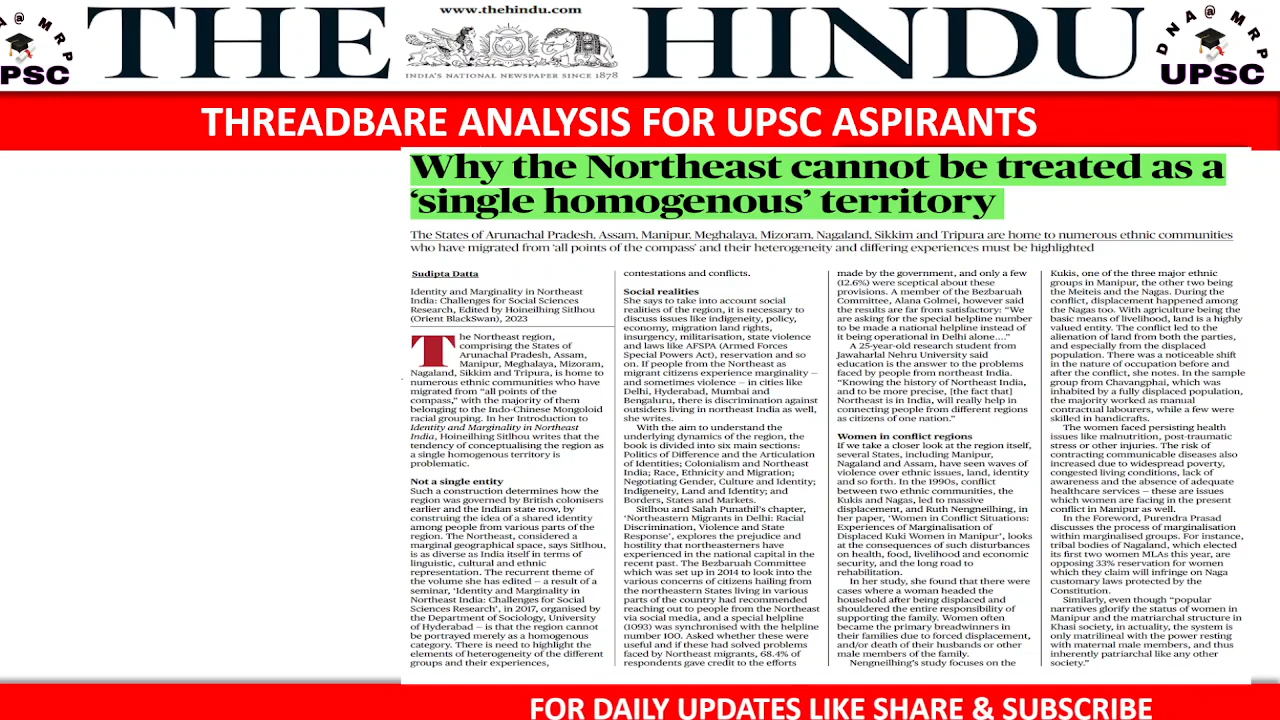 www.thehindu.com
THE HINDU
INDIA'S NATIONAL NEWSPAPER SINCE 1878
DNA@MRP
UPSC
PSC
THREADBARE ANALYSIS FOR UPSC ASPIRANTS
Why the Northeast cannot be treated as a
‘single homogenous’ territory
The States of Arunachal Pradesh, Assam, Manipur, Meghalaya, Mizoram, Nagaland, Sikkim and Tripura are home to numerous ethnic communities
who have migrated from ‘all points of the compass’ and their heterogeneity and differing experiences must be highlighted
Sudipta Datta
Identity and Marginality in Northeast
India: Challenges for Social Sciences
Research, Edited by Hoineilhing Sitlhou
(Orient BlackSwan), 2023
The Northeast region,
comprising the States of
Arunachal Pradesh, Assam,
Manipur, Meghalaya, Mizoram,
Nagaland, Sikkim and Tripura, is home to
numerous ethnic communities who have
migrated from “all points of the
compass,” with the majority of them
belonging to the Indo-Chinese Mongoloid
racial grouping. In her Introduction to
Identity and Marginality in Northeast
India, Hoineilhing Sitlhou writes that the
tendency of conceptualising the region as
a single homogenous territory is
problematic.
Not a single entity
Such a construction determines how the
region was governed by British colonisers
earlier and the Indian state now, by
construing the idea of a shared identity
among people from various parts of the
region. The Northeast, considered a
marginal geographical space, says Sitlhou,
is as diverse as India itself in terms of
linguistic, cultural and ethnic
representation. The recurrent theme of
the volume she has edited – a result of a
seminar, ‘Identity and Marginality in
Northeast India: Challenges for Social
Sciences Research’, in 2017, organised by
the Department of Sociology, University
of Hyderabad – is that the region cannot
be portrayed merely as a homogenous
category. There is need to highlight the
elements of heterogeneity of the different
groups and their experiences,
contestations and conflicts.
Social realities
She says to take into account social
realities of the region, it is necessary to
discuss issues like indigeneity, policy,
economy, migration land rights,
insurgency, militarisation, state violence
and laws like AFSPA (Armed Forces
Special Powers Act), reservation and so
on. If people from the Northeast as
migrant citizens experience marginality –
and sometimes violence – in cities like
Delhi, Hyderabad, Mumbai and
Bengaluru, there is discrimination against
outsiders living in northeast India as well,
she writes.
With the aim to understand the
underlying dynamics of the region, the
book is divided into six main sections:
Politics of Difference and the Articulation
of Identities; Colonialism and Northeast
India; Race, Ethnicity and Migration;
Negotiating Gender, Culture and Identity;
Indigeneity, Land and Identity; and
Borders, States and Markets.
Sitlhou and Salah Punathil’s chapter,
‘Northeastern Migrants in Delhi: Racial
Discrimination, Violence and State
Response’, explores the prejudice and
hostility that northeasterners have
experienced in the national capital in the
recent past. The Bezbaruah Committee
which was set up in 2014 to look into the
various concerns of citizens hailing from
the northeastern States living in various
parts of the country had recommended
reaching out to people from the Northeast
via social media, and a special helpline
(1093) was synchronised with the helpline
number 100. Asked whether these were
useful and if these had solved problems
faced by Northeast migrants, 68.4% of
respondents gave credit to the efforts
made by the government, and only a few
(12.6%) were sceptical about these
provisions. A member of the Bezbaruah
Committee, Alana Golmei, however said
the results are far from satisfactory: “We
are asking for the special helpline number
to be made a national helpline instead of
it being operational in Delhi alone....”
A 25-year-old research student from
Jawaharlal Nehru University said
education is the answer to the problems
faced by people from northeast India.
“Knowing the history of Northeast India,
and to be more precise, [the fact that]
Northeast is in India, will really help in
connecting people from different regions
as citizens of one nation.”
Women in conflict regions
If we take a closer look at the region itself,
several States, including Manipur,
Nagaland and Assam, have seen waves of
violence over ethnic issues, land, identity
and so forth. In the 1990s, conflict
between two ethnic communities, the
Kukis and Nagas, led to massive
displacement, and Ruth Nengneilhing, in
her paper, ‘Women in Conflict Situations:
Experiences of Marginalisation of
Displaced Kuki Women in Manipur’, looks
at the consequences of such disturbances
on health, food, livelihood and economic
security, and the long road to
rehabilitation.
In her study, she found that there were
cases where a woman headed the
household after being displaced and
shouldered the entire responsibility of
supporting the family. Women often
became the primary breadwinners in
their families due to forced displacement,
and/or death of their husbands or other
male members of the family.
Nengneilhing’s study focuses on the
Kukis, one of the three major ethnic
groups in Manipur, the other two being
the Meiteis and the Nagas. During the
conflict, displacement happened among
the Nagas too. With agriculture being the
basic means of livelihood, land is a highly
valued entity. The conflict led to the
alienation of land from both the parties,
and especially from the displaced
population. There was a noticeable shift
in the nature of occupation before and
after the conflict, she notes. In the sample
group from Chavangphai, which was
inhabited by a fully displaced population,
the majority worked as manual
contractual labourers, while a few were
skilled in handicrafts.
The women faced persisting health
issues like malnutrition, post-traumatic
stress or other injuries. The risk of
contracting communicable diseases also
increased due to widespread poverty,
congested living conditions, lack of
awareness and the absence of adequate
healthcare services – these are issues
which women are facing in the present
conflict in Manipur as well.
In the Foreword, Purendra Prasad
discusses the process of marginalisation
within marginalised groups. For instance,
tribal bodies of Nagaland, which elected
its first two women MLAs this year, are
opposing 33% reservation for women
which they claim will infringe on Naga
customary laws protected by the
Constitution.
Similarly, even though “popular
narratives glorify the status of women in
Manipur and the matriarchal structure in
Khasi society, in actuality, the system is
only matrilineal with the power resting
with maternal male members, and thus
inherently patriarchal like any other
society.”
FOR DAILY UPDATES LIKE SHARE & SUBSCRIBE